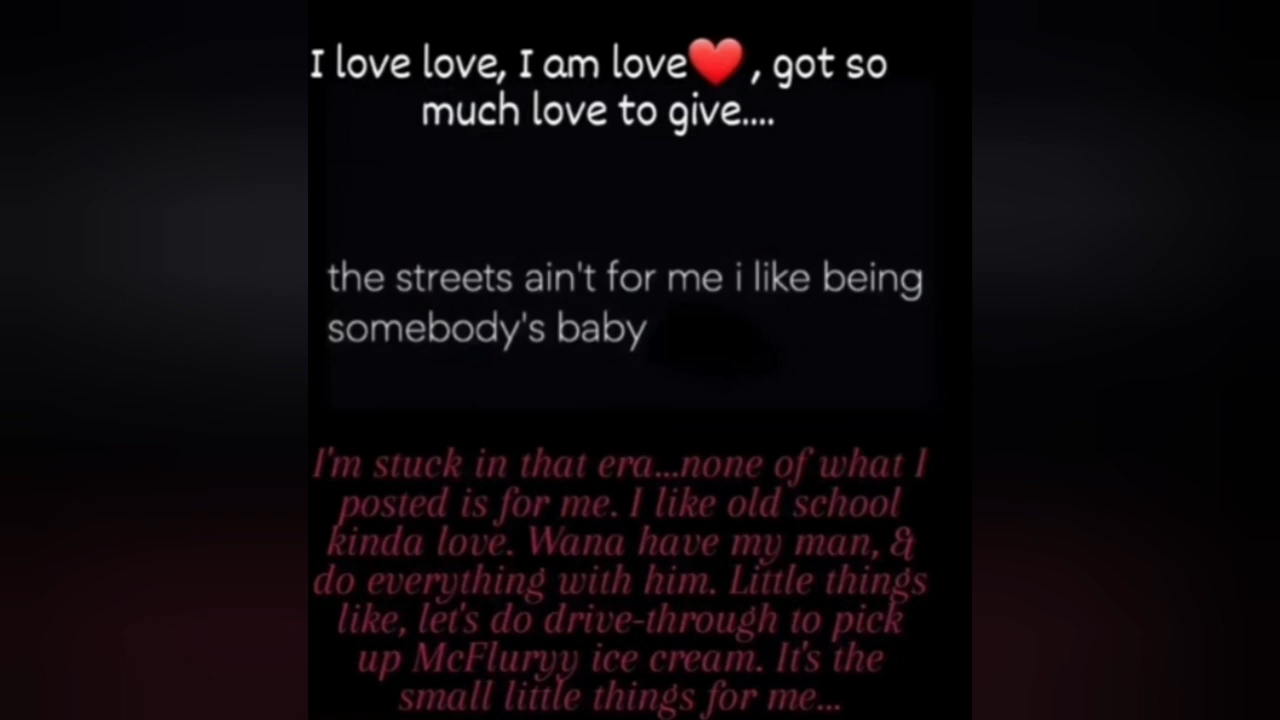 I love love, I am love❤️ , got so
much love to give....
the streets ain't for me i like being
somebody's baby
I'm stuck in that era...none of what I
posted is for me. I like old school
kinda love. Wana have my man, &
do everything with him. Little things
like, let's do drive-through to pick
up McFluryy ice cream. It's the
small little things for me...